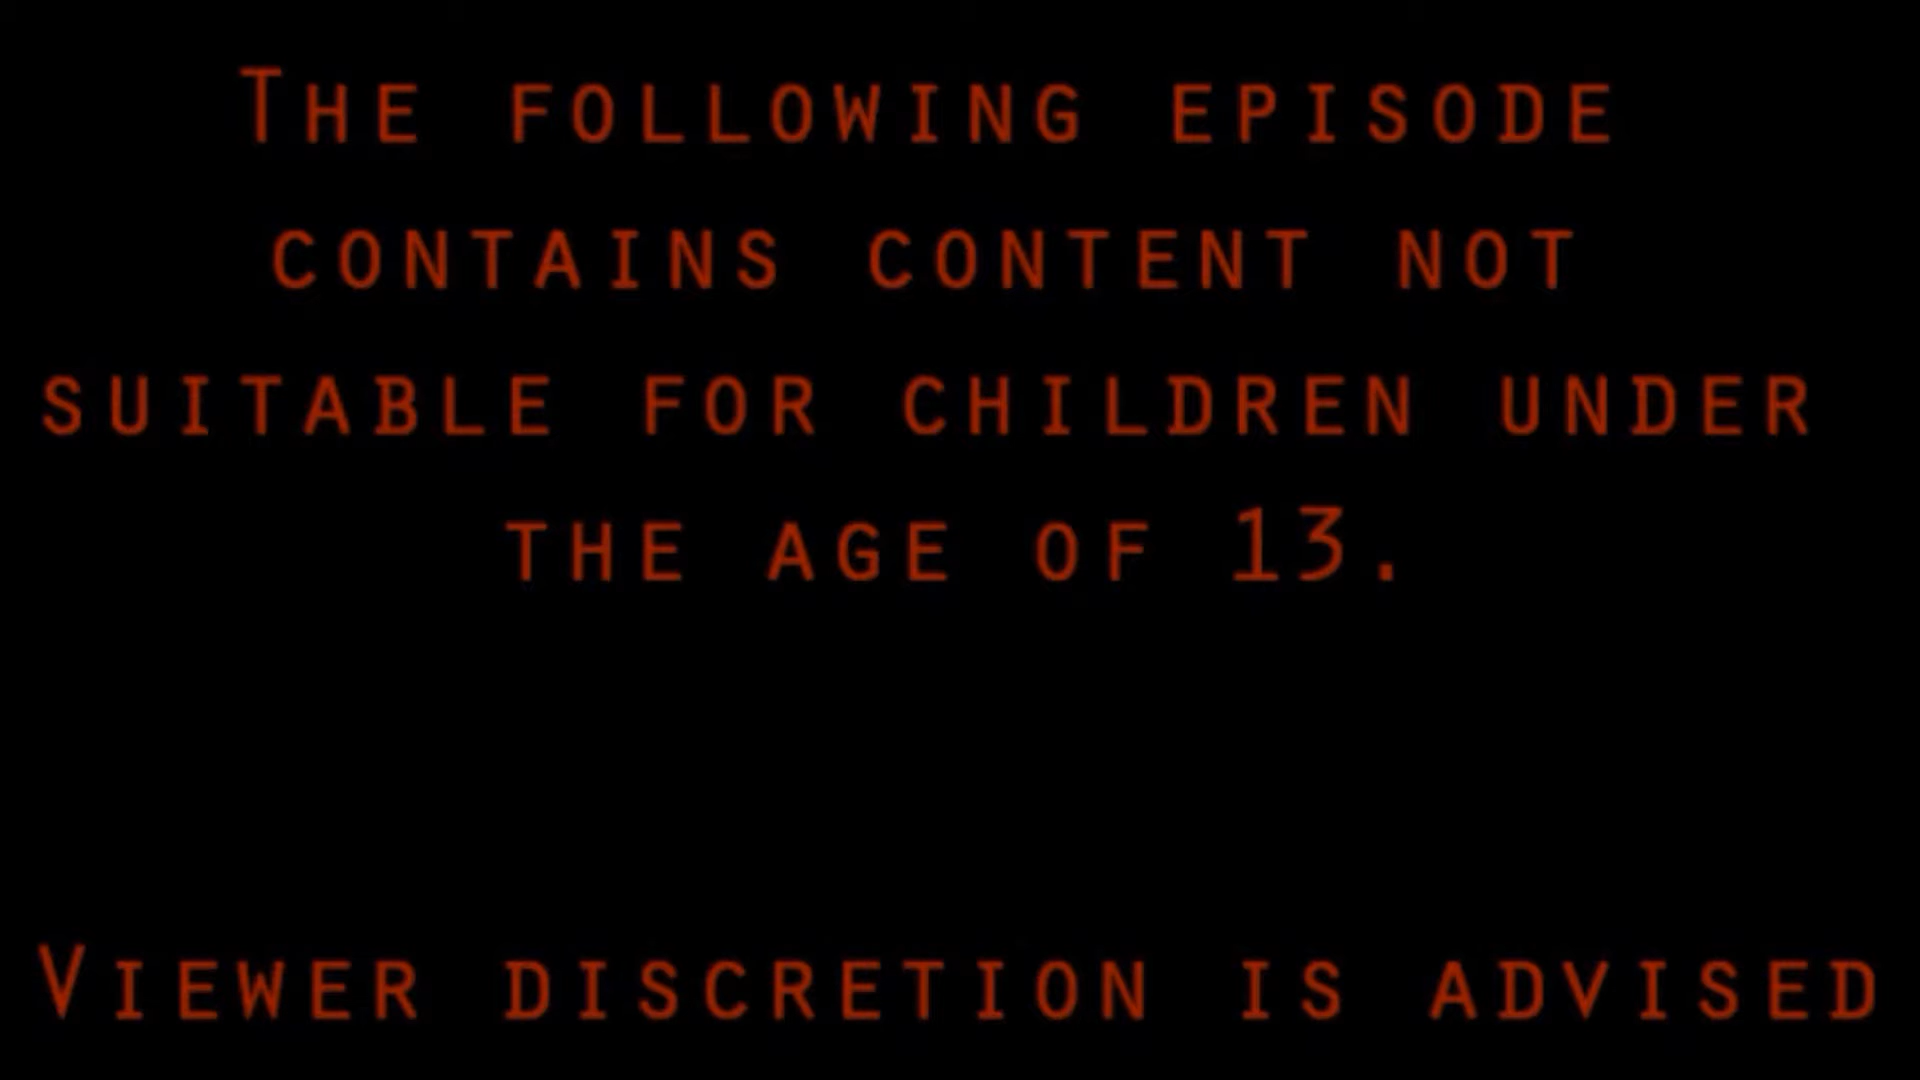 The following episode
contains content not
suitable for children under
the age of 13.
Viewer discretion is advised